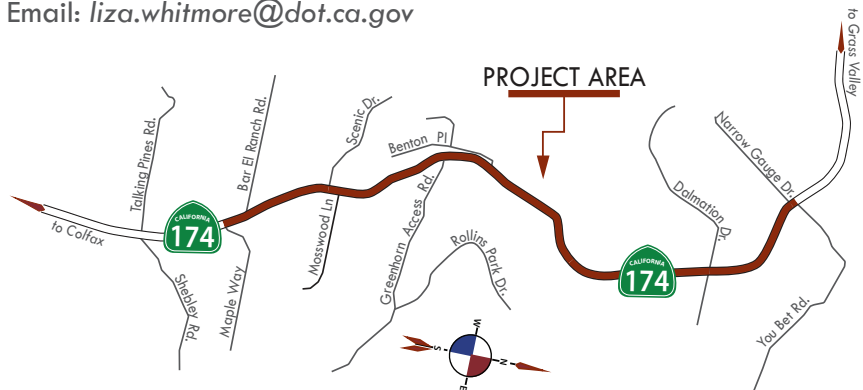 Email: liza.whitmore@dot.ca.gov
to Grass Valley
PROJECT AREA
Talking Pines Rd.
Bar El Ranch Rd.
Scenic Dr.
Benton Pl
Narrow Gauge Dr.
Dalmation Dr.
to Colfax
CALIFORNIA
174
Mosswood Ln
Greenhorn Access Rd.
Rollins Park Dr.
CALIFORNIA
174
Shebley Rd.
Maple Way
You Bet Rd.
W
S
N
E